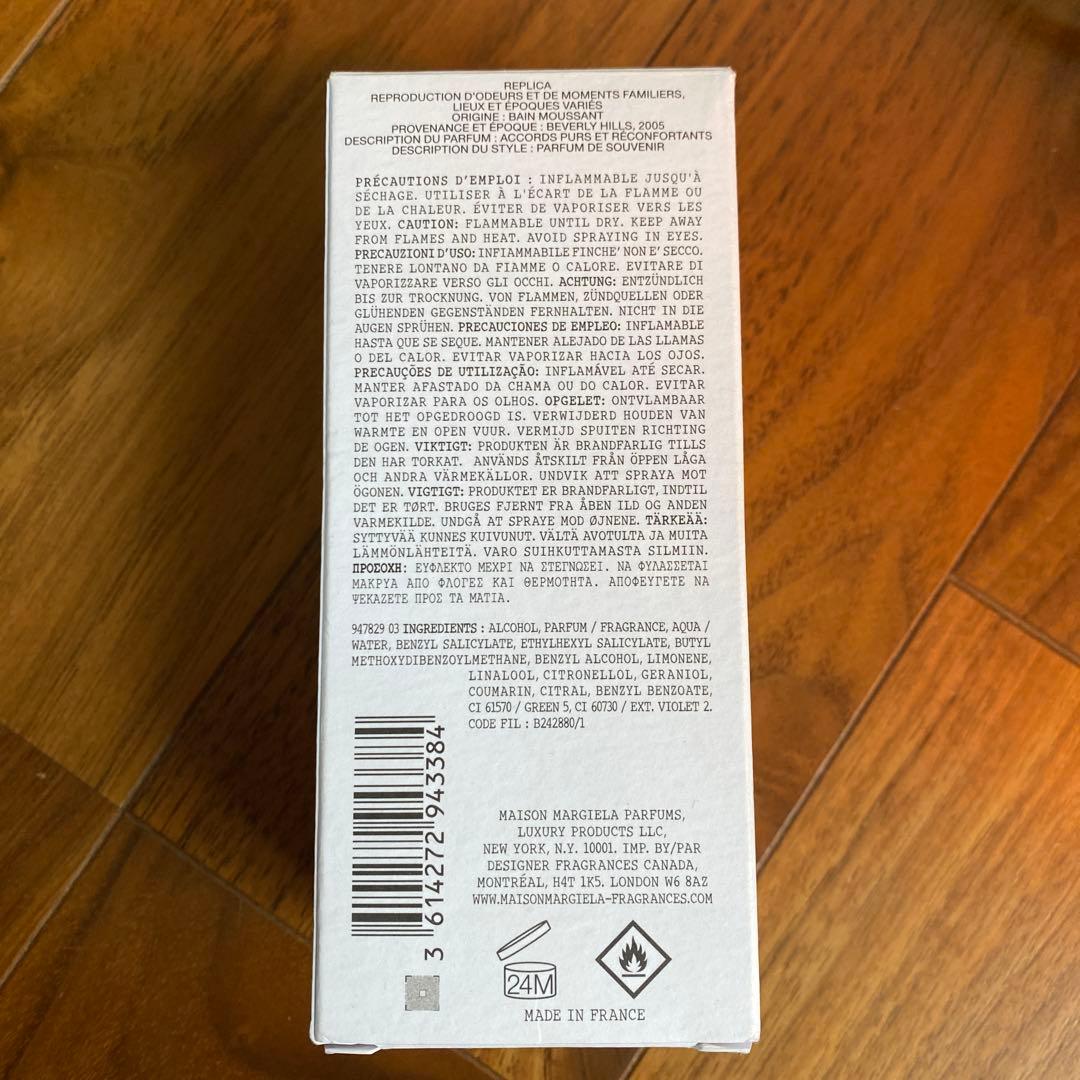 REPLICA
REPRODUCTION D'ODEURS ET DE MOMENTS FAMILIERS,
LIEUX ET ÉPOQUES VARIÉS
ORIGINE : BAIN MOUSSANT
PROVENANCE ET ÉPOQUE : BEVERLY HILLS, 2005
DESCRIPTION DU PARFUM : ACCORDS PURS ET RÉCONFORTANTS
DESCRIPTION DU STYLE : PARFUM DE SOUVENIR
PRÉCAUTIONS D'EMPLOI : INFLAMMABLE JUSQU'À
SÉCHAGE. UTILISER À L'ÉCART DE LA FLAMME OU
DE LA CHALEUR. ÉVITER DE VAPORISER VERS LES
YEUX. CAUTION: FLAMMABLE UNTIL DRY. KEEP AWAY
FROM FLAMES AND HEAT. AVOID SPRAYING IN EYES.
PRECAUZIONI D'USO: INFIAMMABILE FINCHE' NON E' SECCO.
TENERE LONTANO DA FIAMME O CALORE. EVITARE DI
VAPORIZZARE VERSO GLI OCCHI. ACHTUNG: ENTZÜNDLICH
BIS ZUR TROCKNUNG. VON FLAMMEN, ZÜNDQUELLEN ODER
GLÜHENDEN GEGENSTÄNDEN FERNHALTEN. NICHT IN DIE
AUGEN SPRÜHEN. PRECAUCIONES DE EMPLEO: INFLAMABLE
HASTA QUE SE SEQUE. MANTENER ALEJADO DE LAS LLAMAS
O DEL CALOR. EVITAR VAPORIZAR HACIA LOS OJOS.
PRECAUÇÕES DE UTILIZAÇÃO: INFLAMÁVEL ATÉ SECAR.
MANTER AFASTADO DA CHAMA OU DO CALOR. EVITAR
VAPORIZAR PARA OS OLHOS. OPGELET: ONTVLAMBAAR
TOT HET OPGEDROOGD IS. VERWIJDERD HOUDEN VAN
WARMTE EN OPEN VUUR. VERMIJD SPUITEN RICHTING
DE OGEN. VIKTIGT: PRODUKTEN ÄR BRANDFARLIG TILLS
DEN HAR TORKAT. ANVÄNDS ÅTSKILT FRÅN ÖPPEN LÅGA
OCH ANDRA VÄRMEKÄLLOR. UNDVIK ATT SPRAYA MOT
ÖGONEN. VIGTIGT: PRODUKTET ER BRANDFARLIGT, INDTIL
DET ER TØRT. BRUGES FJERNT FRA ÅBEN ILD OG ANDEN
VARMEKILDE. UNDGÅ AT SPRAYE MOD ØJNENE. TÄRKEÄÄ:
SYTTYVÄÄ KUNNES KUIVUNUT. VÄLTÄ AVOTULTA JA MUITA
LÄMMÖNLÄHTEITÄ. VARO SUIHKUTTAMASTA SILMIIN.
ΠΡΟΣΟΧΗ: ΕΥΦΛΕΚΤΟ ΜΕΧΡΙ ΝΑ ΣΤΕΓΝΩΣΕΙ. ΝΑ ΦΥΛΑΣΣΕΤΑΙ
ΜΑΚΡΥΑ ΑΠΟ ΦΛΟΓΕΣ ΚΑΙ ΘΕΡΜΟΤΗΤΑ. ΑΠΟΦΕΥΓΕΤΕ ΝΑ
ΨΕΚΑΖΕΤΕ ΠΡΟΣ ΤΑ ΜΑΤΙΑ.
947829 03 INGREDIENTS : ALCOHOL, PARFUM / FRAGRANCE, AQUA /
WATER, BENZYL SALICYLATE, ETHYLHEXYL SALICYLATE, BUTYL
METHOXYDIBENZOYLMETHANE, BENZYL ALCOHOL, LIMONENE,
LINALOOL, CITRONELLOL, GERANIOL,
COUMARIN, CITRAL, BENZYL BENZOATE,
CI 61570 / GREEN 5, CI 60730 / EXT. VIOLET 2.
CODE FIL : B242880/1
3 614272 943384
MAISON MARGIELA PARFUMS,
LUXURY PRODUCTS LLC,
NEW YORK, N.Y. 10001. IMP. BY/PAR
DESIGNER FRAGRANCES CANADA,
MONTRÉAL, H4T 1K5. LONDON W6 8AZ
WWW.MAISONMARGIELA-FRAGRANCES.COM
24M
MADE IN FRANCE